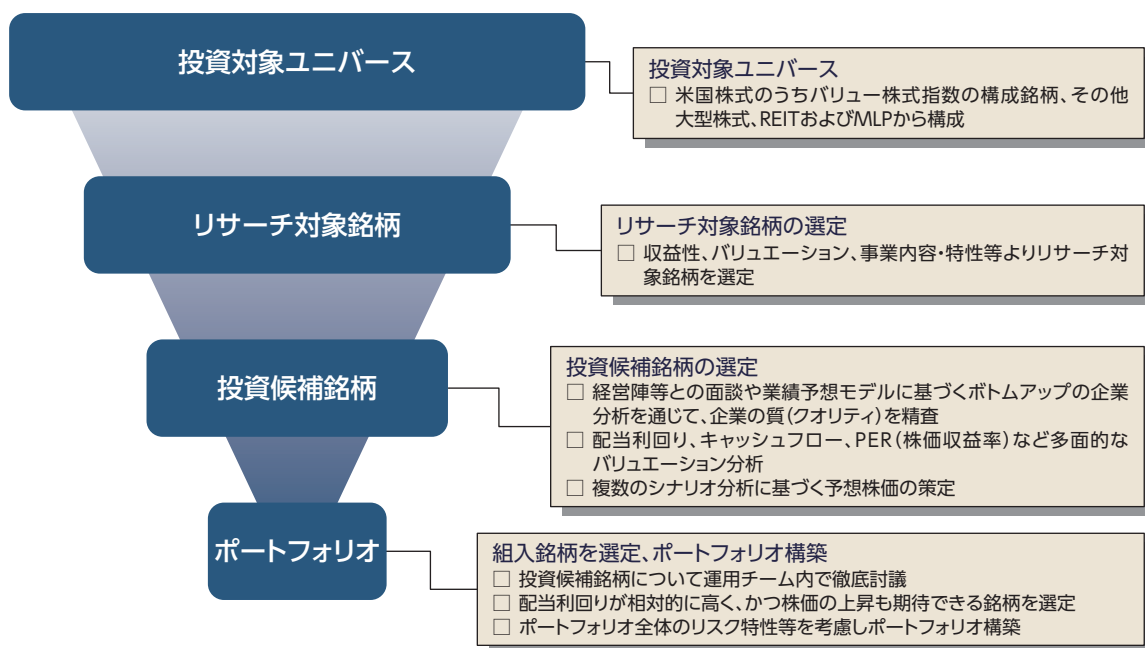 投資対象ユニバース
投資対象ユニバース
□ 米国株式のうちバリュー株式指数の構成銘柄、その他
大型株式、REITおよびMLPから構成
リサーチ対象銘柄
リサーチ対象銘柄の選定
□ 収益性、バリュエーション、事業内容・特性等よりリサーチ対
象銘柄を選定
投資候補銘柄
投資候補銘柄の選定
□ 経営陣等との面談や業績予想モデルに基づくボトムアップの企業
分析を通じて、企業の質(クオリティ)を精査
□ 配当利回り、キャッシュフロー、PER(株価収益率)など多面的な
バリュエーション分析
□ 複数のシナリオ分析に基づく予想株価の策定
ポートフォリオ
組入銘柄を選定、ポートフォリオ構築
□ 投資候補銘柄について運用チーム内で徹底討議
□ 配当利回りが相対的に高く、かつ株価の上昇も期待できる銘柄を選定
□ ポートフォリオ全体のリスク特性等を考慮しポートフォリオ構築